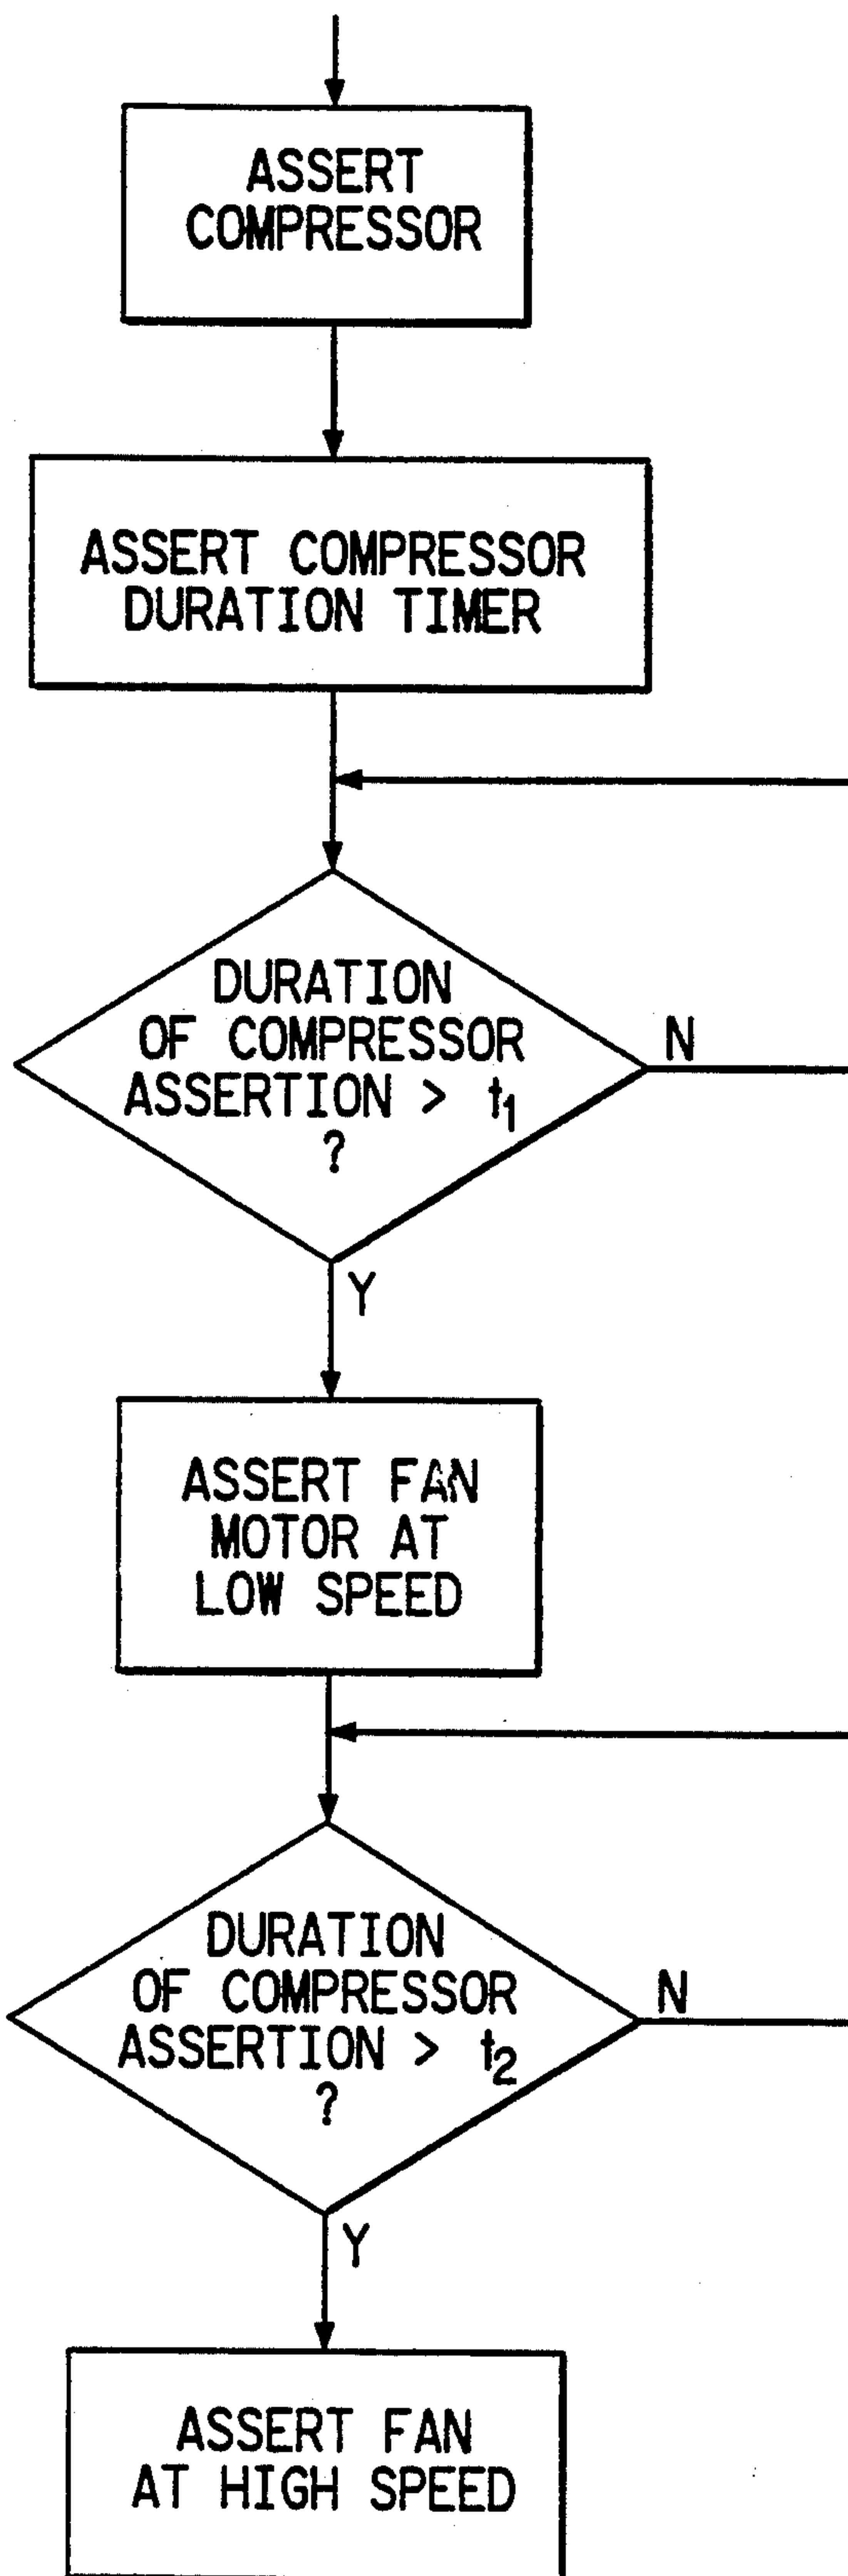 ASSERT
COMPRESSOR
ASSERT COMPRESSOR
DURATION TIMER
DURATION
OF COMPRESSOR
ASSERTION > t₁
?
N
Y
ASSERT FAN
MOTOR AT
LOW SPEED
DURATION
OF COMPRESSOR
ASSERTION > t₂
?
N
Y
ASSERT FAN
AT HIGH SPEED